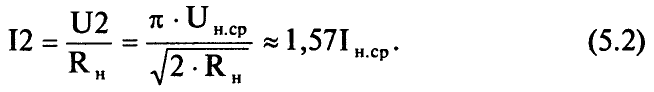 I2 = U2 / Rн = π · Uн.ср / √(2 · Rн) ≈ 1,57Iн.ср. (5.2)